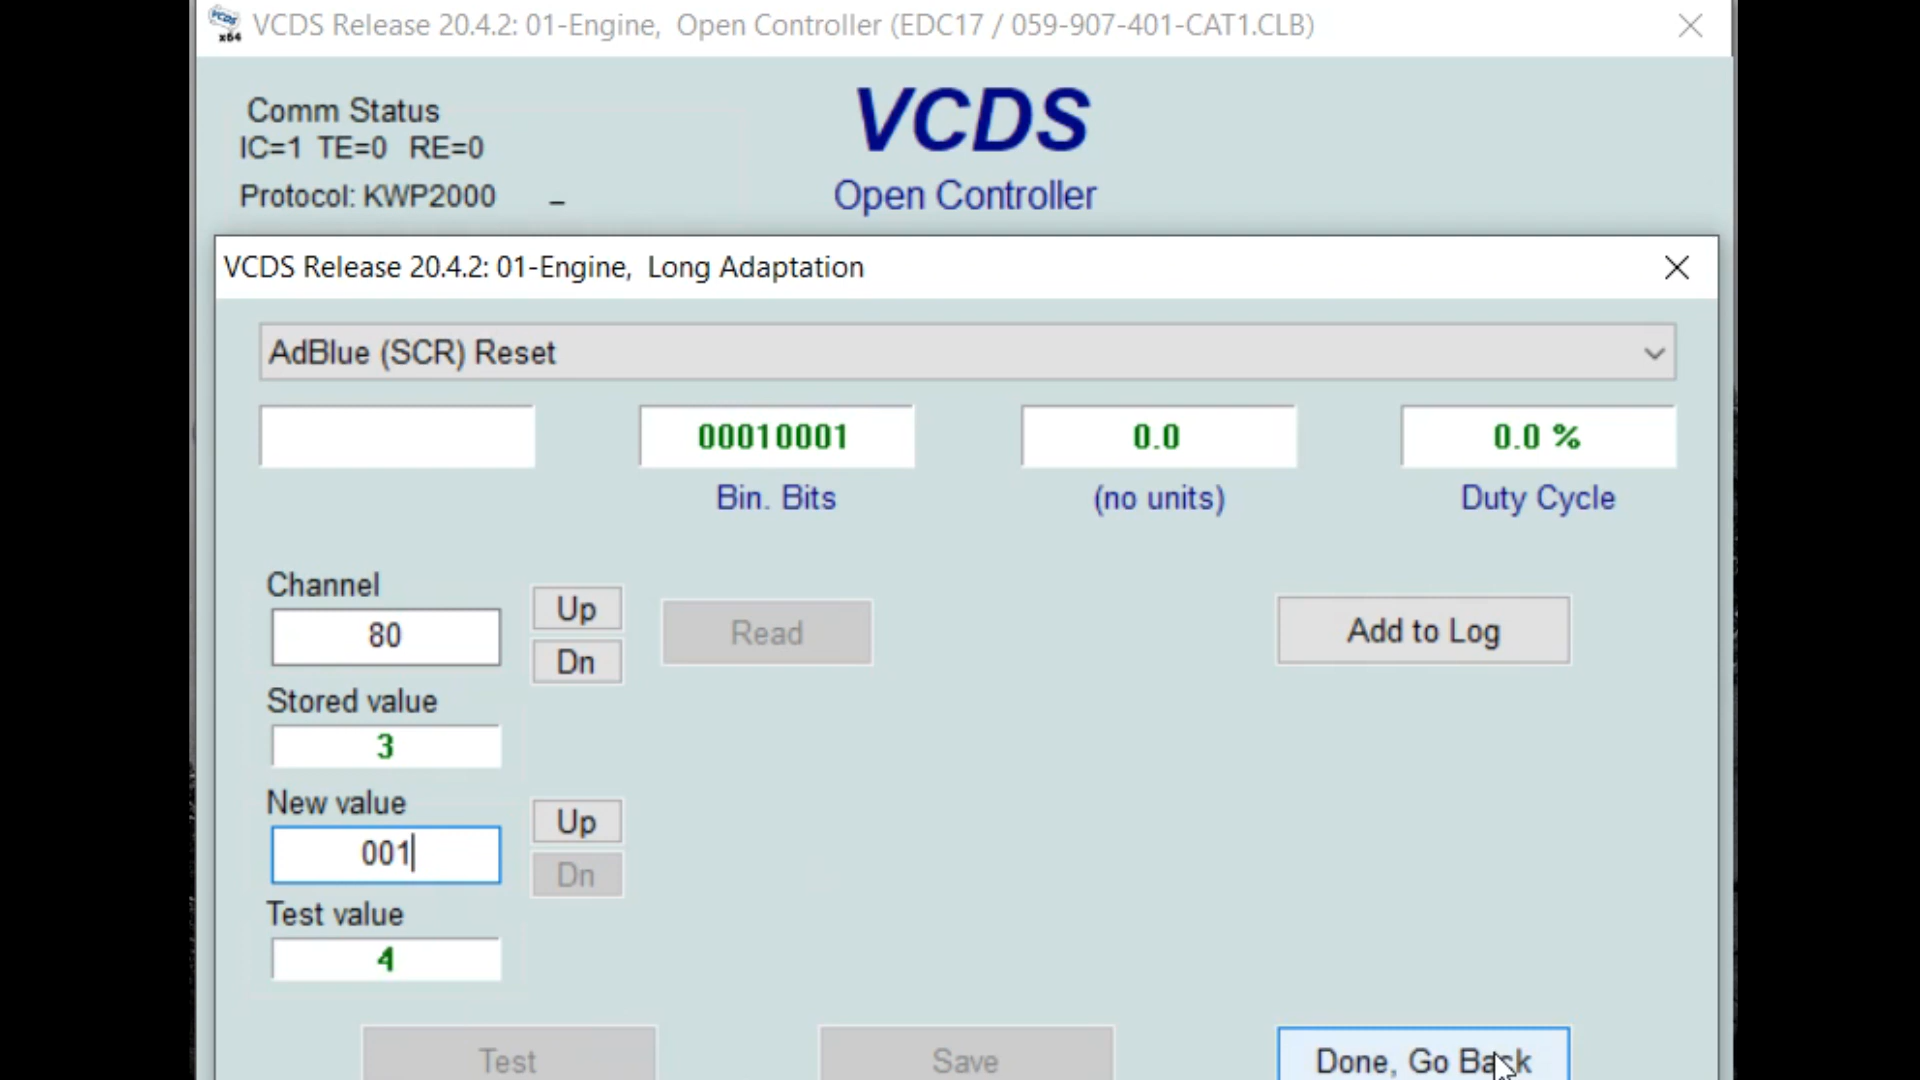 VCDS
x64
VCDS Release 20.4.2: 01-Engine,  Open Controller (EDC17 / 059-907-401-CAT1.CLB)
Comm Status
IC=1 TE=0 RE=0
Protocol: KWP2000 –
VCDS
Open Controller
VCDS Release 20.4.2: 01-Engine,  Long Adaptation
AdBlue (SCR) Reset
00010001 0.0 0.0 %
Bin. Bits (no units) Duty Cycle
Channel
80 Up Dn Read Add to Log
Stored value
3
New value
001 Up Dn
Test value
4
Test Save Done, Go Back